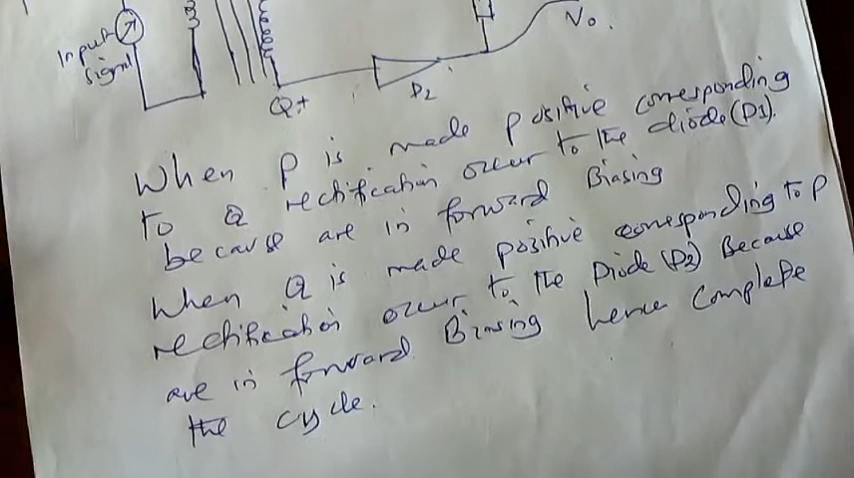 Input
signal
Vo.
D2
Q+
When P is made positive corresponding
to Q rectification occur to the diode (D1).
because are in forward Biasing
When Q is made positive corresponding to P
rectification occur to the Diode (D2) Because
are in forward Biasing hence complete
the cycle.